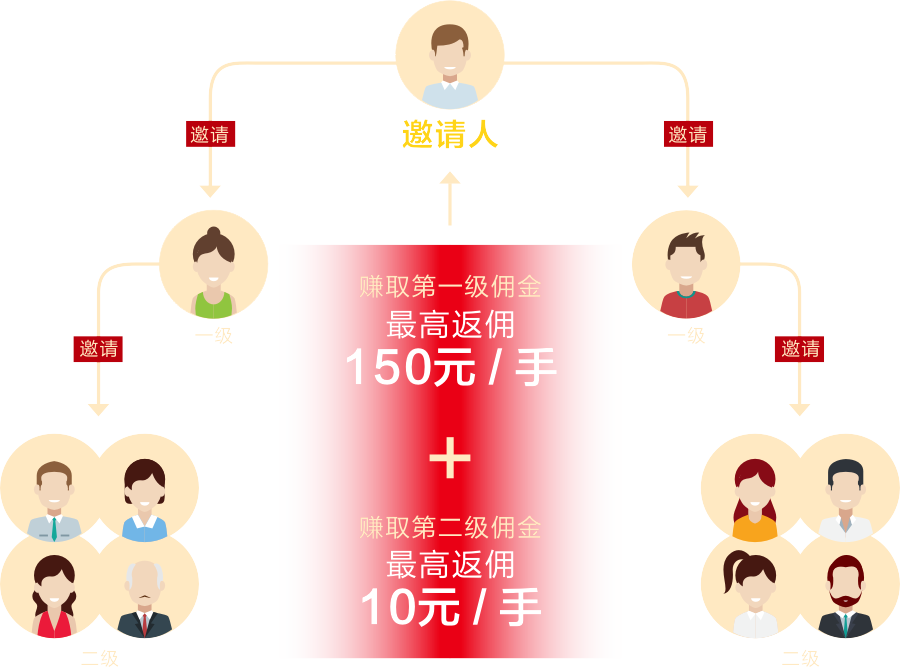 邀请人
邀请
邀请
一级
一级
赚取第一级佣金
最高返佣
150元 / 手
邀请
邀请
+
赚取第二级佣金
最高返佣
10元 / 手
二级
二级